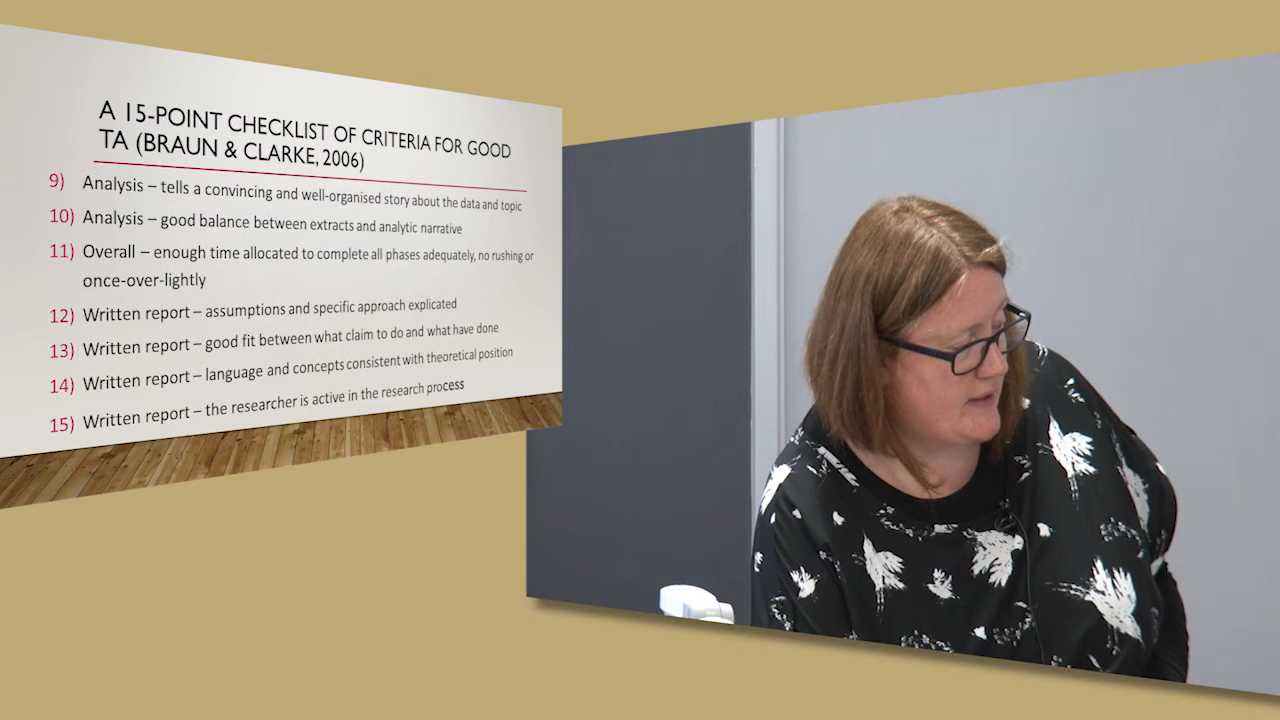 A 15-POINT CHECKLIST OF CRITERIA FOR GOOD
TA (BRAUN & CLARKE, 2006)
9) Analysis – tells a convincing and well-organised story about the data and topic
10) Analysis – good balance between extracts and analytic narrative
11) Overall – enough time allocated to complete all phases adequately, no rushing or
once-over-lightly
12) Written report – assumptions and specific approach explicated
13) Written report – good fit between what claim to do and what have done
14) Written report – language and concepts consistent with theoretical position
15) Written report – the researcher is active in the research process